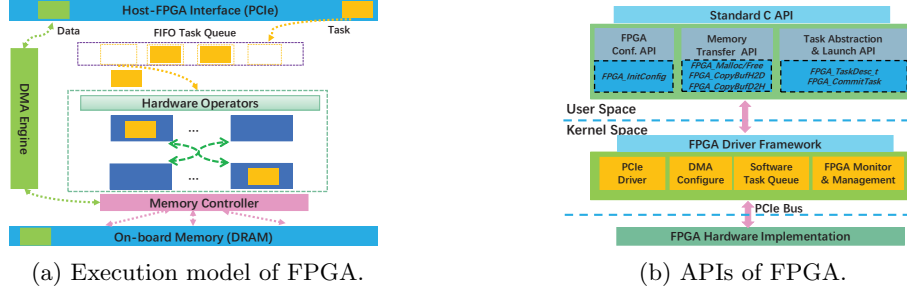 Host-FPGA Interface (PCIe)
Data
FIFO Task Queue
Task
DMA Engine
Hardware Operators
...
...
Memory Controller
On-board Memory (DRAM)
(a) Execution model of FPGA.
Standard C API
FPGA
Conf. API
FPGA_InitConfig
Memory
Transfer API
FPGA_Malloc/Free
FPGA_CopyBufH2D
FPGA_CopyBufD2H
Task Abstraction
& Launch API
FPGA_TaskDesc_t
FPGA_CommitTask
User Space
Kernel Space
FPGA Driver Framework
PCIe
Driver
DMA
Configure
Software
Task Queue
FPGA Monitor
& Management
PCIe Bus
FPGA Hardware Implementation
(b) APIs of FPGA.